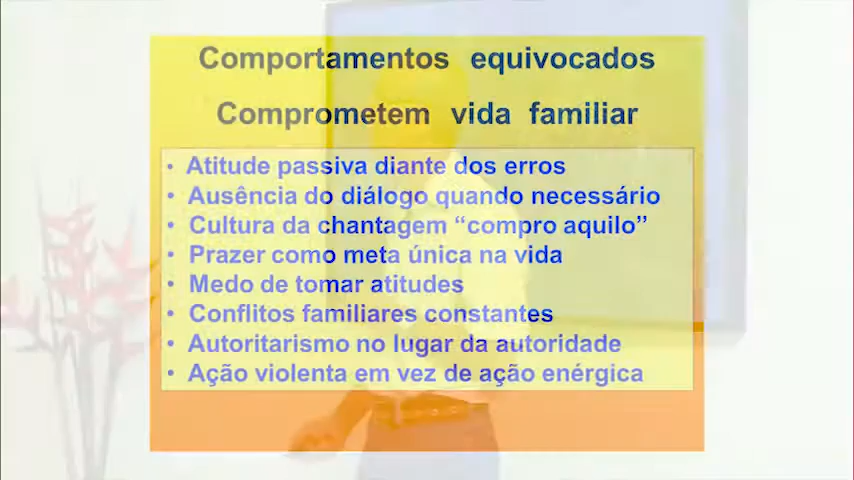 Comportamentos equivocados
Comprometem vida familiar
• Atitude passiva diante dos erros
• Ausência do diálogo quando necessário
• Cultura da chantagem “compro aquilo”
• Prazer como meta única na vida
• Medo de tomar atitudes
• Conflitos familiares constantes
• Autoritarismo no lugar da autoridade
• Ação violenta em vez de ação enérgica